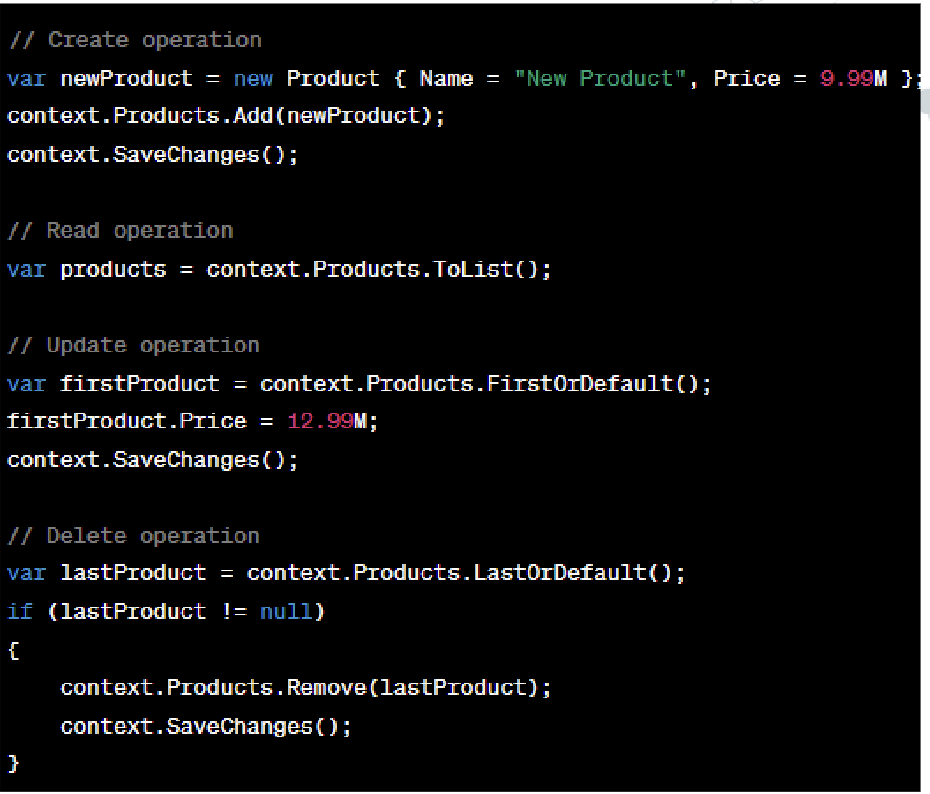 // Create operation
var newProduct = new Product { Name = "New Product", Price = 9.99M };
context.Products.Add(newProduct);
context.SaveChanges();
// Read operation
var products = context.Products.ToList();
// Update operation
var firstProduct = context.Products.FirstOrDefault();
firstProduct.Price = 12.99M;
context.SaveChanges();
// Delete operation
var lastProduct = context.Products.LastOrDefault();
if (lastProduct != null)
{
    context.Products.Remove(lastProduct);
    context.SaveChanges();
}